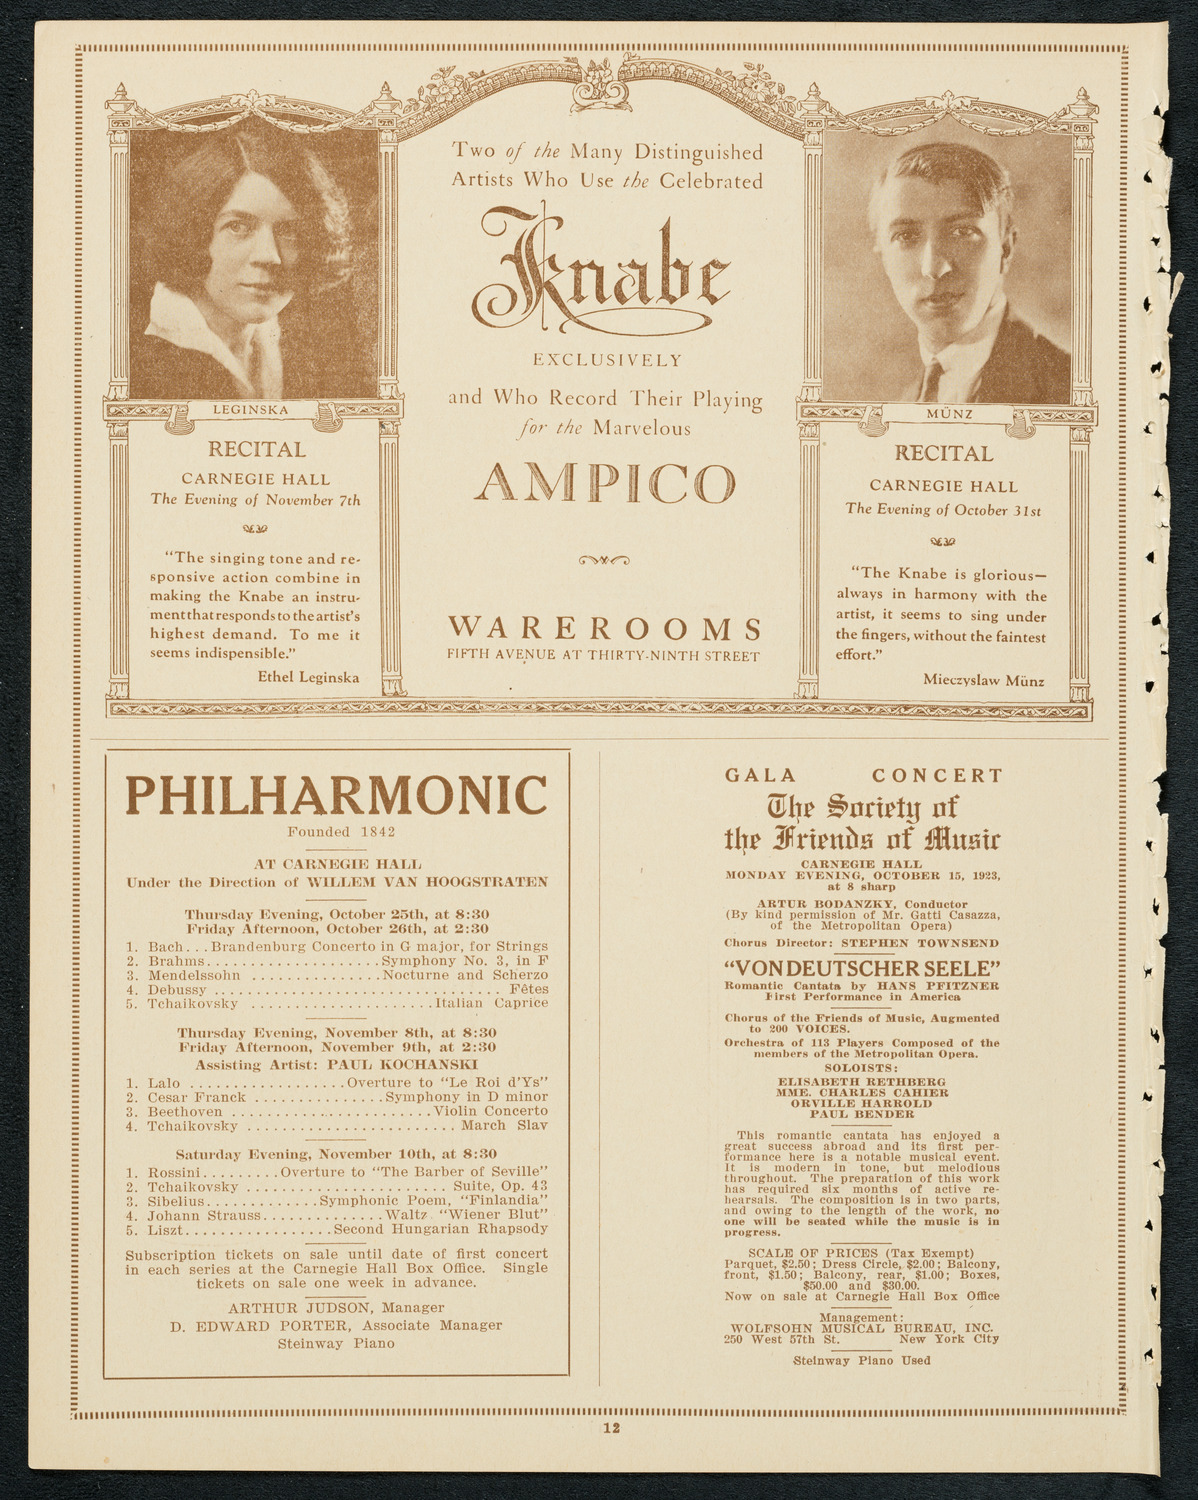 Two of the Many Distinguished
Artists Who Use the Celebrated
Knabe
EXCLUSIVELY
and Who Record Their Playing
for the Marvelous
AMPICO
WAREROOMS
FIFTH AVENUE AT THIRTY-NINTH STREET
LEGINSKA
RECITAL
CARNEGIE HALL
The Evening of November 7th
“The singing tone and re-
sponsive action combine in
making the Knabe an instru-
ment that responds to the artist’s
highest demand. To me it
seems indispensible.”
Ethel Leginska
MÜNZ
RECITAL
CARNEGIE HALL
The Evening of October 31st
“The Knabe is glorious—
always in harmony with the
artist, it seems to sing under
the fingers, without the faintest
effort.”
Mieczyslaw Münz
PHILHARMONIC
Founded 1842
AT CARNEGIE HALL
Under the Direction of WILLEM VAN HOOGSTRATEN
Thursday Evening, October 25th, at 8:30
Friday Afternoon, October 26th, at 2:30
1. Bach...Brandenburg Concerto in G major, for Strings
2. Brahms....................Symphony No. 3, in F
3. Mendelssohn ...............Nocturne and Scherzo
4. Debussy ................................. Fêtes
5. Tchaikovsky .....................Italian Caprice
Thursday Evening, November 8th, at 8:30
Friday Afternoon, November 9th, at 2:30
Assisting Artist: PAUL KOCHANSKI
1. Lalo ..................Overture to “Le Roi d’Ys”
2. Cesar Franck ...............Symphony in D minor
3. Beethoven ........................Violin Concerto
4. Tchaikovsky ........................ March Slav
Saturday Evening, November 10th, at 8:30
1. Rossini.........Overture to “The Barber of Seville”
2. Tchaikovsky ....................... Suite, Op. 43
3. Sibelius.............Symphonic Poem, “Finlandia”
4. Johann Strauss..............Waltz “Wiener Blut”
5. Liszt.................Second Hungarian Rhapsody
Subscription tickets on sale until date of first concert
in each series at the Carnegie Hall Box Office. Single
tickets on sale one week in advance.
ARTHUR JUDSON, Manager
D. EDWARD PORTER, Associate Manager
Steinway Piano
GALA CONCERT
The Society of
the Friends of Music
CARNEGIE HALL
MONDAY EVENING, OCTOBER 15, 1923,
at 8 sharp
ARTUR BODANZKY, Conductor
(By kind permission of Mr. Gatti Casazza,
of the Metropolitan Opera)
Chorus Director: STEPHEN TOWNSEND
“VON DEUTSCHER SEELE”
Romantic Cantata by HANS PFITZNER
First Performance in America
Chorus of the Friends of Music, Augmented
to 200 VOICES.
Orchestra of 113 Players Composed of the
members of the Metropolitan Opera.
SOLOISTS:
ELISABETH RETHBERG
MME. CHARLES CAHIER
ORVILLE HARROLD
PAUL BENDER
This romantic cantata has enjoyed a
great success abroad and its first per-
formance here is a notable musical event.
It is modern in tone, but melodious
throughout. The preparation of this work
has required six months of active re-
hearsals. The composition is in two parts,
and owing to the length of the work, no
one will be seated while the music is in
progress.
SCALE OF PRICES (Tax Exempt)
Parquet, $2.50; Dress Circle, $2.00; Balcony,
front, $1.50; Balcony, rear, $1.00; Boxes,
$50.00 and $30.00.
Now on sale at Carnegie Hall Box Office
Management:
WOLFSOHN MUSICAL BUREAU, INC.
250 West 57th St. New York City
Steinway Piano Used
12